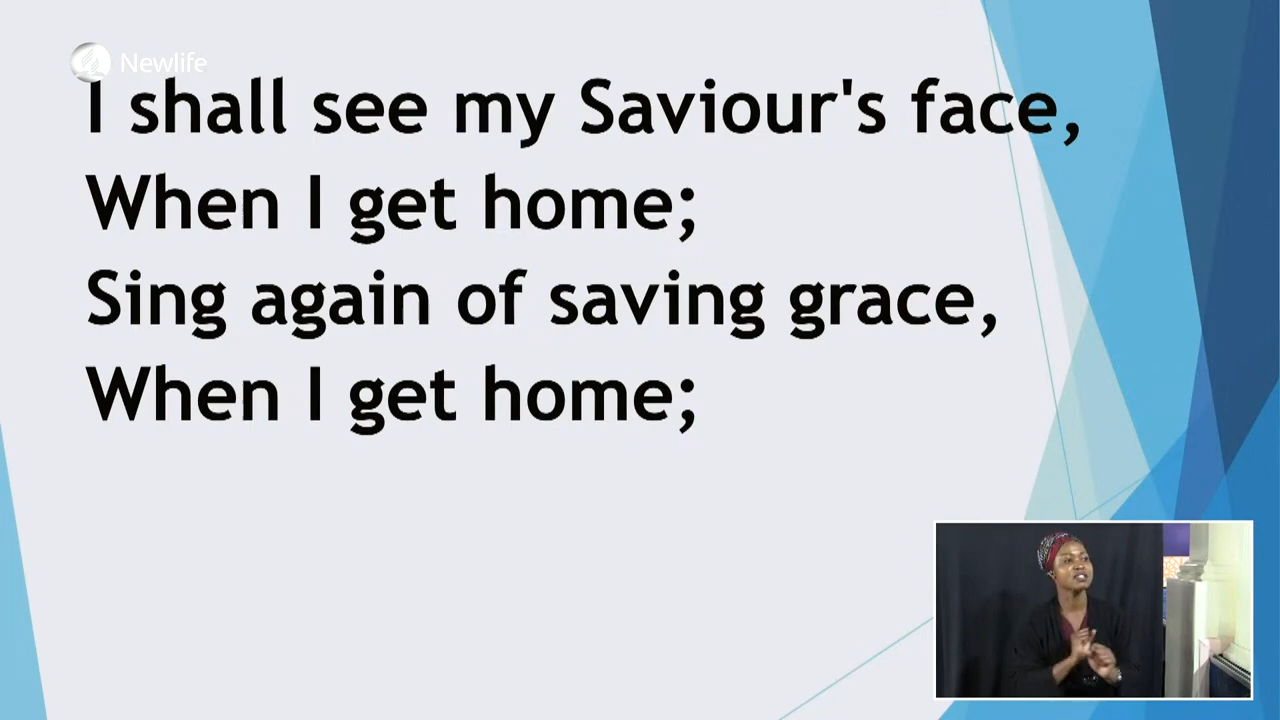 Newlife
I shall see my Saviour's face,
When I get home;
Sing again of saving grace,
When I get home;